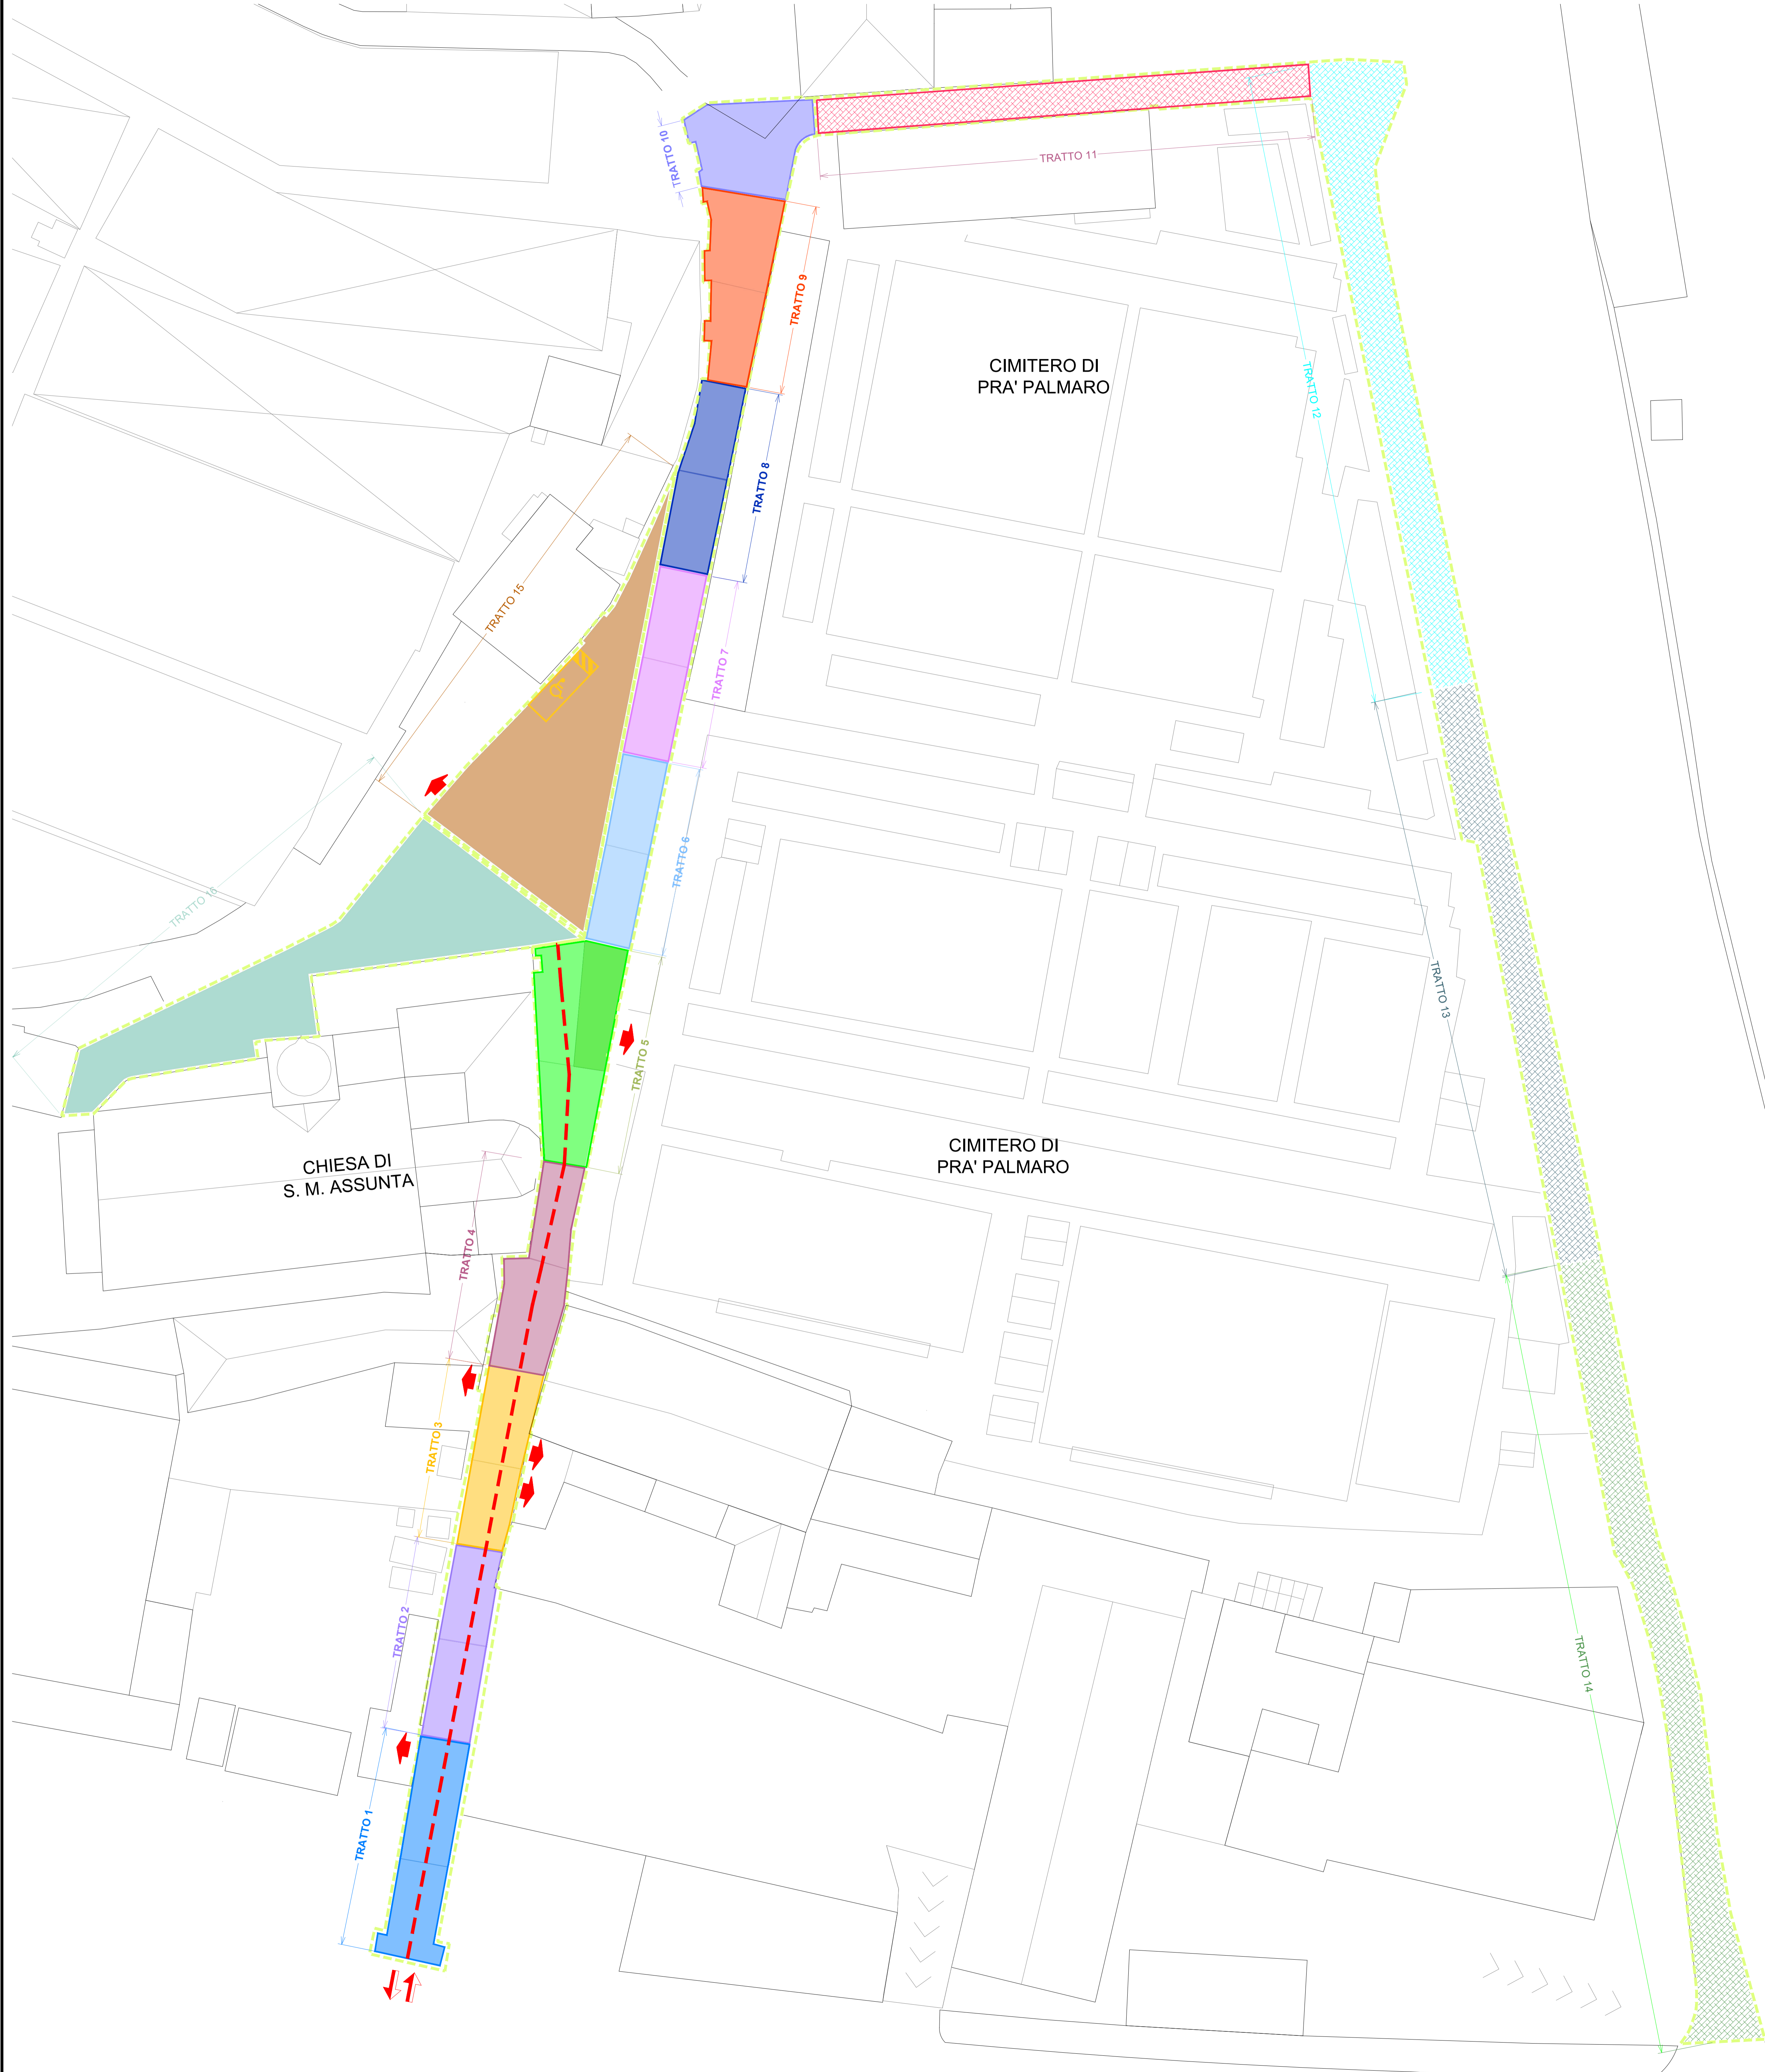 TRATTO 10
TRATTO 11
TRATTO 9
CIMITERO DI
PRA' PALMARO
TRATTO 12
TRATTO 8
TRATTO 15
TRATTO 7
TRATTO 6
TRATTO 16
TRATTO 13
TRATTO 5
CIMITERO DI
PRA' PALMARO
CHIESA DI
S. M. ASSUNTA
TRATTO 4
TRATTO 3
TRATTO 2
TRATTO 14
TRATTO 1